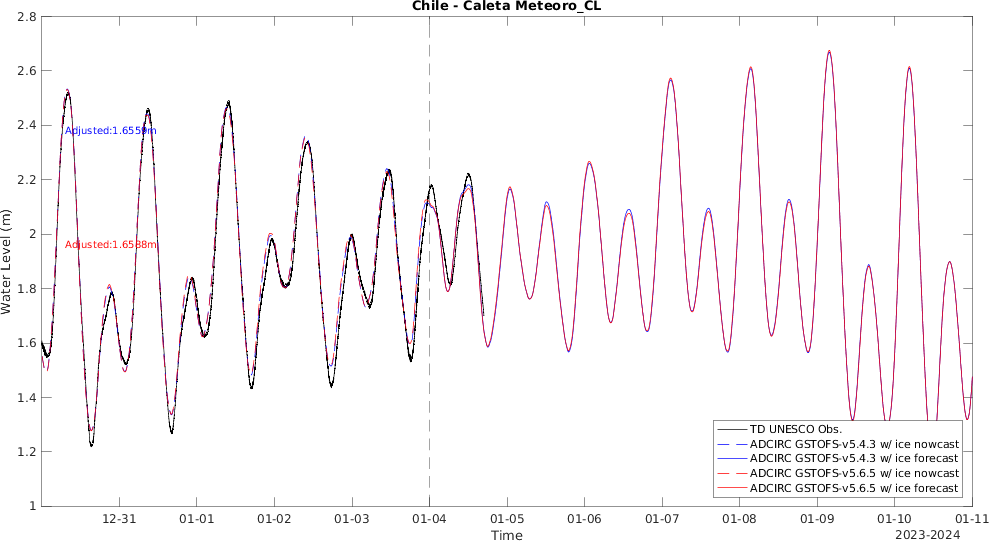 Chile - Caleta Meteoro_CL
2.8
2.6
2.4
2.2
2
1.8
1.6
1.4
1.2
1
Water Level (m)
Adjusted:1.6559m
Adjusted:1.6588m
TD UNESCO Obs.
ADCIRC GSTOFS-v5.4.3 w/ ice nowcast
ADCIRC GSTOFS-v5.4.3 w/ ice forecast
ADCIRC GSTOFS-v5.6.5 w/ ice nowcast
ADCIRC GSTOFS-v5.6.5 w/ ice forecast
12-31 01-01 01-02 01-03 01-04 01-05 01-06 01-07 01-08 01-09 01-10 01-11
Time
2023-2024